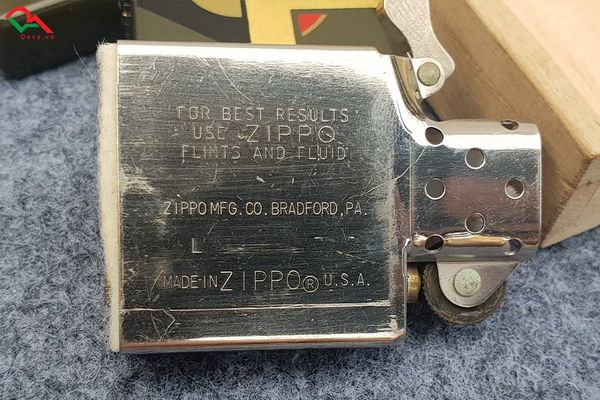 Deva.vn
FOR BEST RESULTS
USE ZIPPO
FLINTS AND FLUID
ZIPPO MFG. CO. BRADFORD, PA.
L
MADE IN ZIPPO® U.S.A.